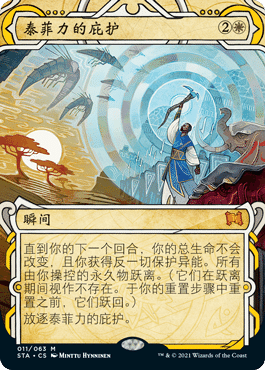 泰菲力的庇护 2
瞬间
直到你的下一个回合，你的总生命不会
改变，且你获得反一切保护异能。所有
由你操控的永久物跃离。（它们在跃离
期间视作不存在。于你的重置步骤中重
置之前，它们跃回。）
放逐泰菲力的庇护。
011/063 M
STA • CS MINTTU HYNNINEN
™ & © 2021 Wizards of the Coast